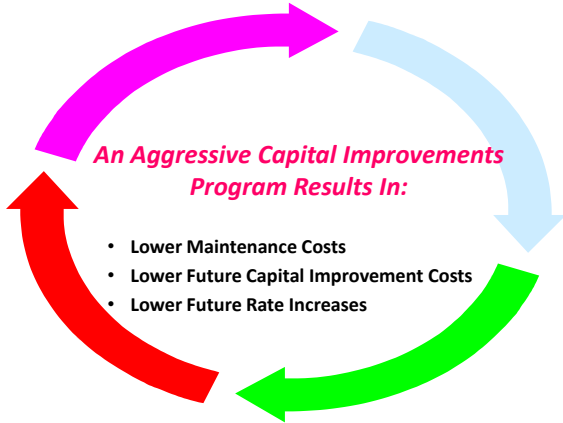 An Aggressive Capital Improvements
Program Results In:
• Lower Maintenance Costs
• Lower Future Capital Improvement Costs
• Lower Future Rate Increases